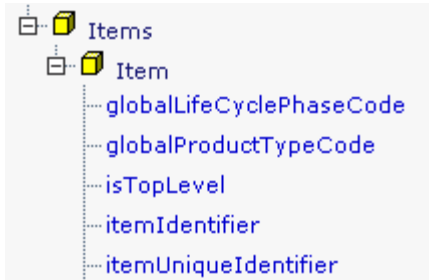 Items
Item
globalLifeCyclePhaseCode
globalProductTypeCode
isTopLevel
itemIdentifier
itemUniqueIdentifier